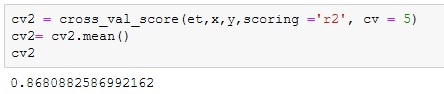 cv2 = cross_val_score(et,x,y,scoring ='r2', cv = 5)
cv2= cv2.mean()
cv2
0.8680882586992162